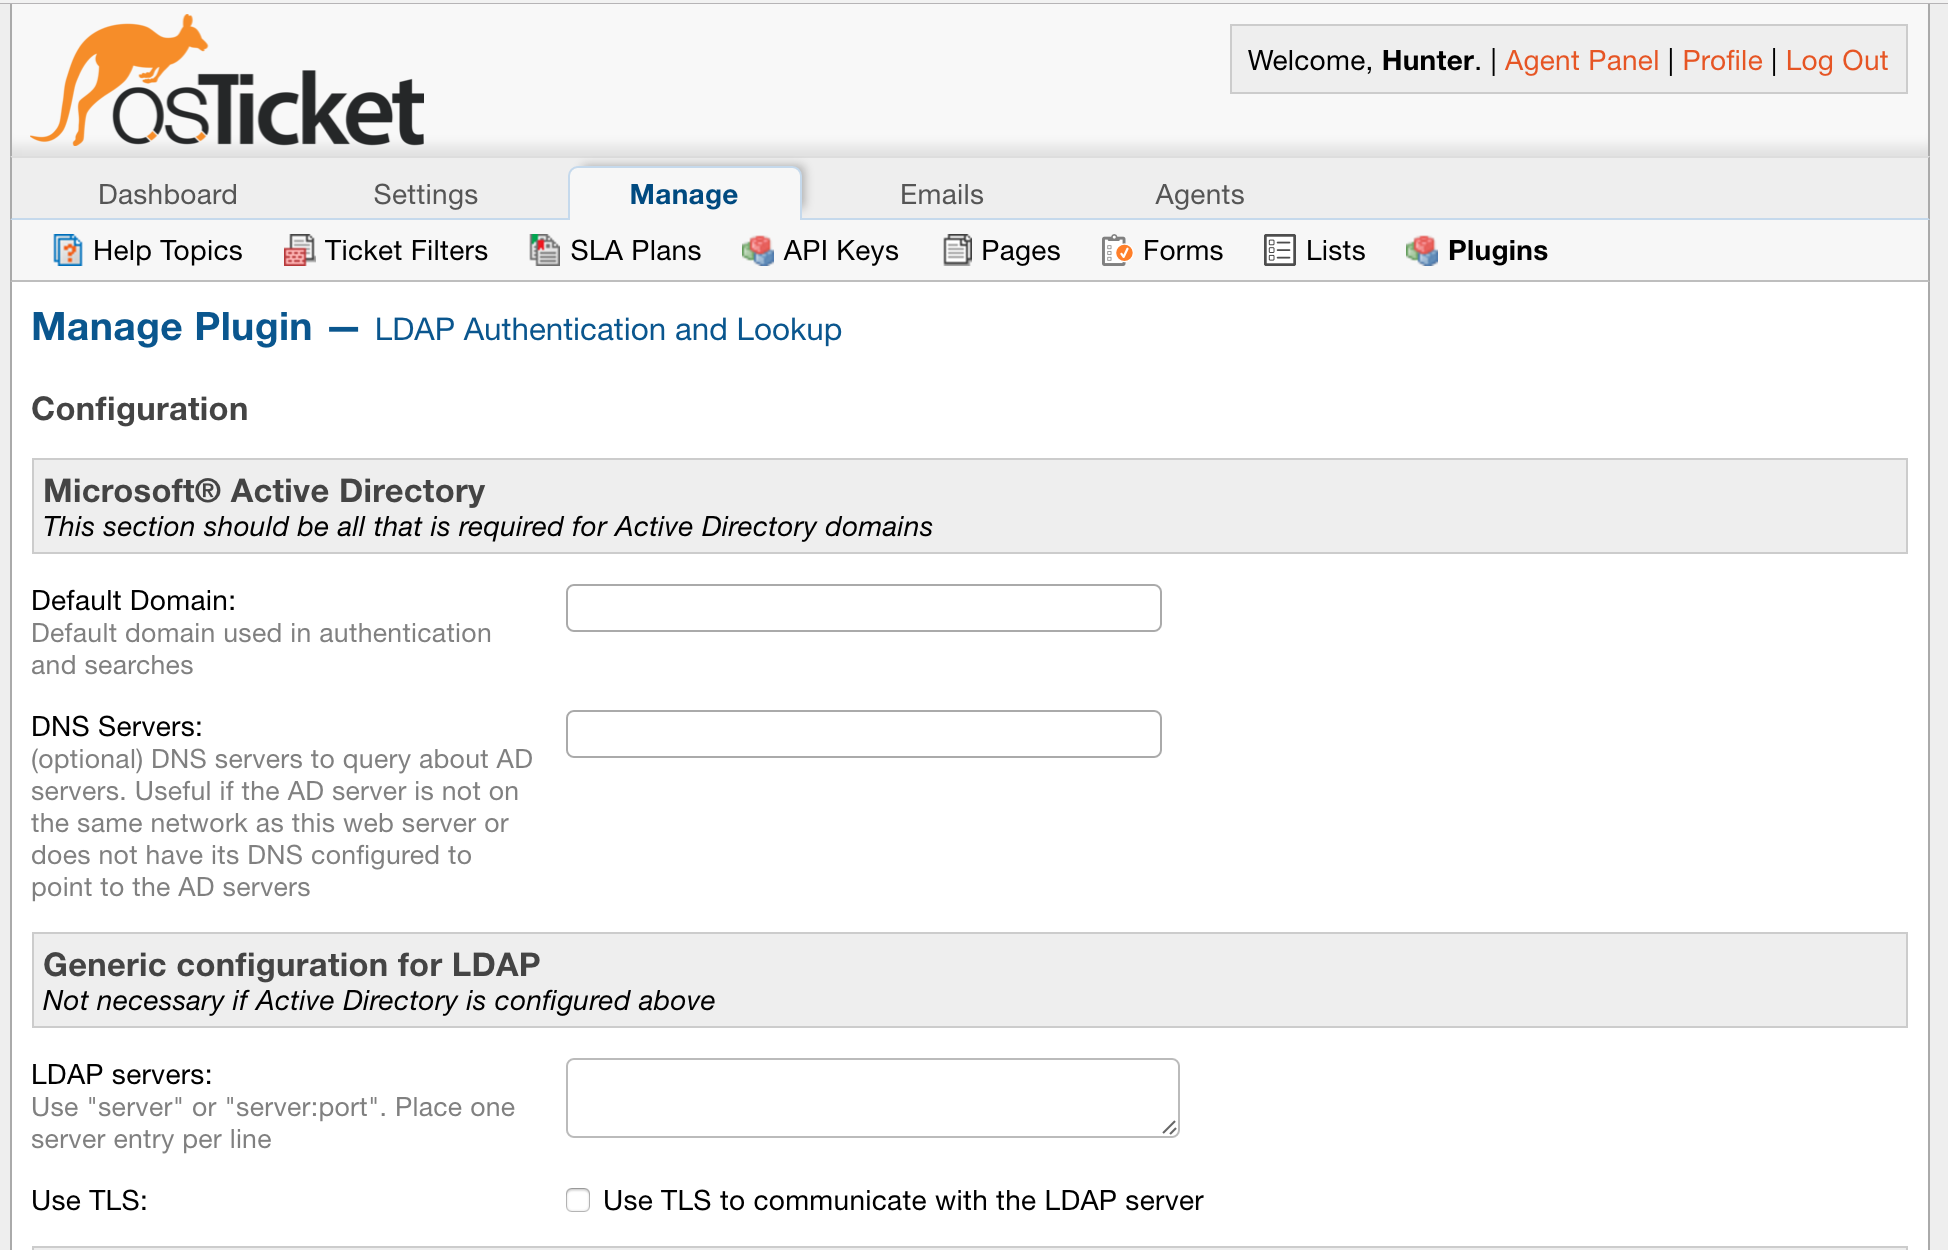 osTicket
Welcome, Hunter. | Agent Panel | Profile | Log Out
Dashboard Settings Manage Emails Agents
Help Topics Ticket Filters SLA Plans API Keys Pages Forms Lists Plugins
Manage Plugin — LDAP Authentication and Lookup
Configuration
Microsoft® Active Directory
This section should be all that is required for Active Directory domains
Default Domain:
Default domain used in authentication
and searches
DNS Servers:
(optional) DNS servers to query about AD
servers. Useful if the AD server is not on
the same network as this web server or
does not have its DNS configured to
point to the AD servers
Generic configuration for LDAP
Not necessary if Active Directory is configured above
LDAP servers:
Use "server" or "server:port". Place one
server entry per line
Use TLS: Use TLS to communicate with the LDAP server